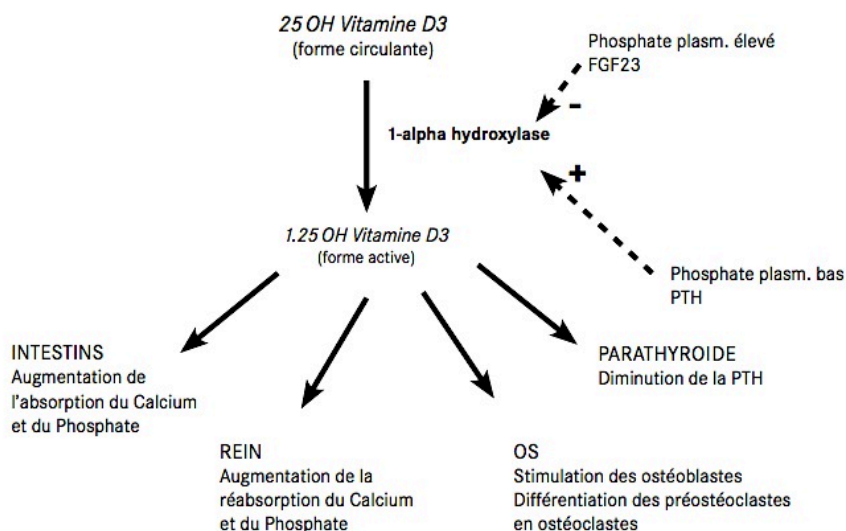 25 OH Vitamine D3
(forme circulante)
Phosphate plasm. élevé
FGF23
-
1-alpha hydroxylase
+
1.25 OH Vitamine D3
(forme active)
Phosphate plasm. bas
PTH
INTESTINS
Augmentation de
l'absorption du Calcium
et du Phosphate
PARATHYROIDE
Diminution de la PTH
REIN
Augmentation de la
réabsorption du Calcium
et du Phosphate
OS
Stimulation des ostéoblastes
Différentiation des préostéoclastes
en ostéoclastes